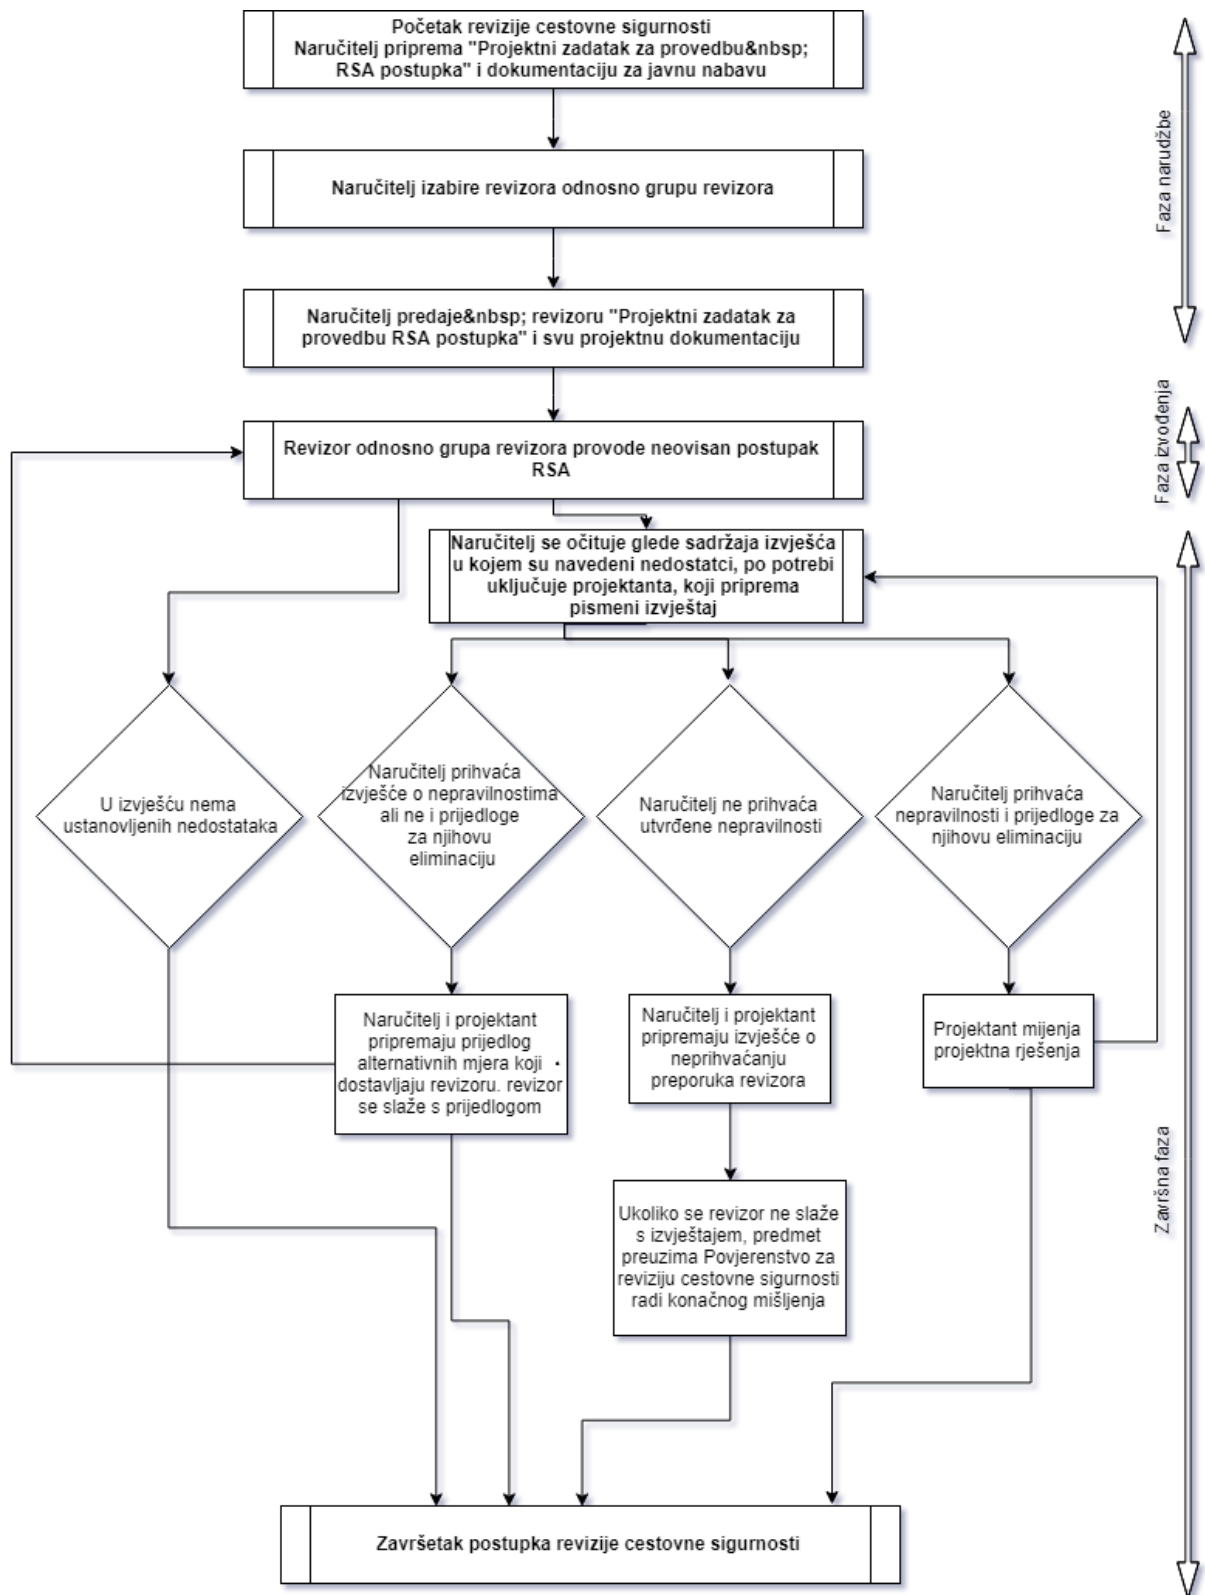 Početak revizije cestovne sigurnosti
Naručitelj priprema "Projektni zadatak za provedbu&nbsp;
RSA postupka" i dokumentaciju za javnu nabavu
Faza narudžbe
Naručitelj izabire revizora odnosno grupu revizora
Naručitelj predaje&nbsp; revizoru "Projektni zadatak za
provedbu RSA postupka" i svu projektnu dokumentaciju
Faza izvođenja
Revizor odnosno grupa revizora provode neovisan postupak
RSA
Naručitelj se očituje glede sadržaja izvješća
u kojem su navedeni nedostatci, po potrebi
uključuje projektanta, koji priprema
pismeni izvještaj
U izvješću nema
ustanovljenih nedostataka
Naručitelj prihvaća
izvješće o nepravilnostima
ali ne i prijedloge
za njihovu
eliminaciju
Naručitelj ne prihvaća
utvrđene nepravilnosti
Naručitelj prihvaća
nepravilnosti i prijedloge za
njihovu eliminaciju
Naručitelj i projektant
pripremaju prijedlog
alternativnih mjera koji
dostavljaju revizoru. revizor
se slaže s prijedlogom
Naručitelj i projektant
pripremaju izvješće o
neprihvaćanju
preporuka revizora
Projektant mijenja
projektna rješenja
Završna faza
Ukoliko se revizor ne slaže
s izvještajem, predmet
preuzima Povjerenstvo za
reviziju cestovne sigurnosti
radi konačnog mišljenja
Završetak postupka revizije cestovne sigurnosti